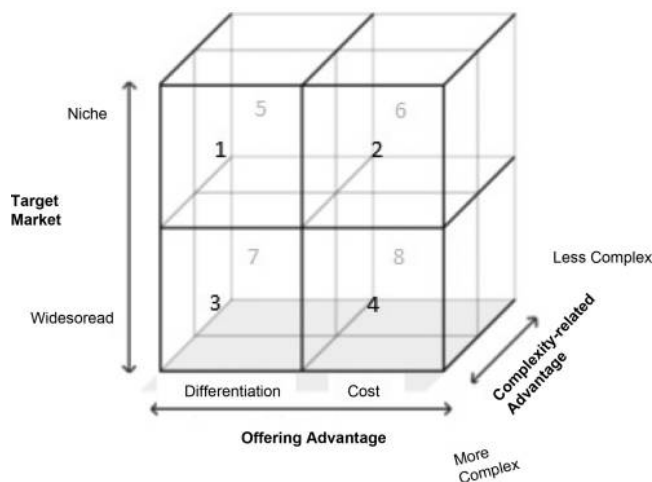 5
6
Niche
1
2
Target
Market
7
8
Less Complex
3
4
Widesoread
Complexity-related
Advantage
Differentiation
Cost
Offering Advantage
More
Complex